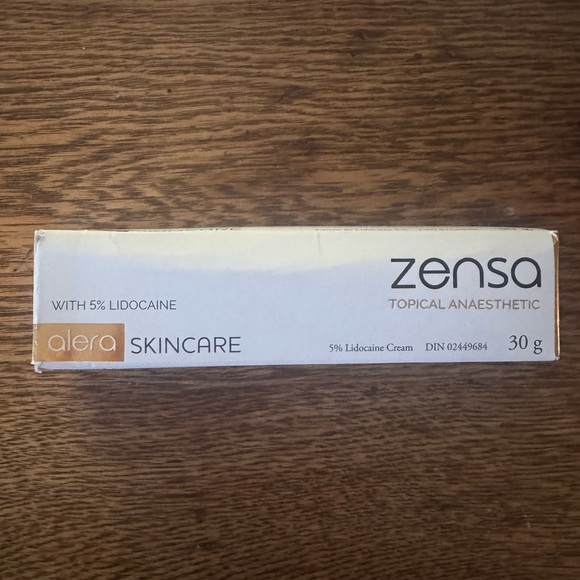 zensa
WITH 5% LIDOCAINE
TOPICAL ANAESTHETIC
alera SKINCARE
5% Lidocaine Cream DIN 02449684 30 g